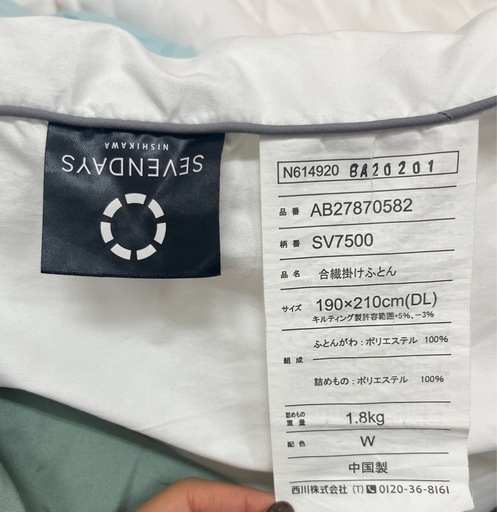 SEVENDAYS
NISHIKAWA
N614920 BA20201
品番 AB27870582
柄番 SV7500
品名 合繊掛けふとん
サイズ 190×210cm(DL)
キルティング製許容範囲+5%、-3%
組成 ふとんがわ:ポリエステル 100%
詰めもの:ポリエステル 100%
詰めもの重量 1.8kg
配色 W
中国製
西川株式会社 (T) 0120-36-8161